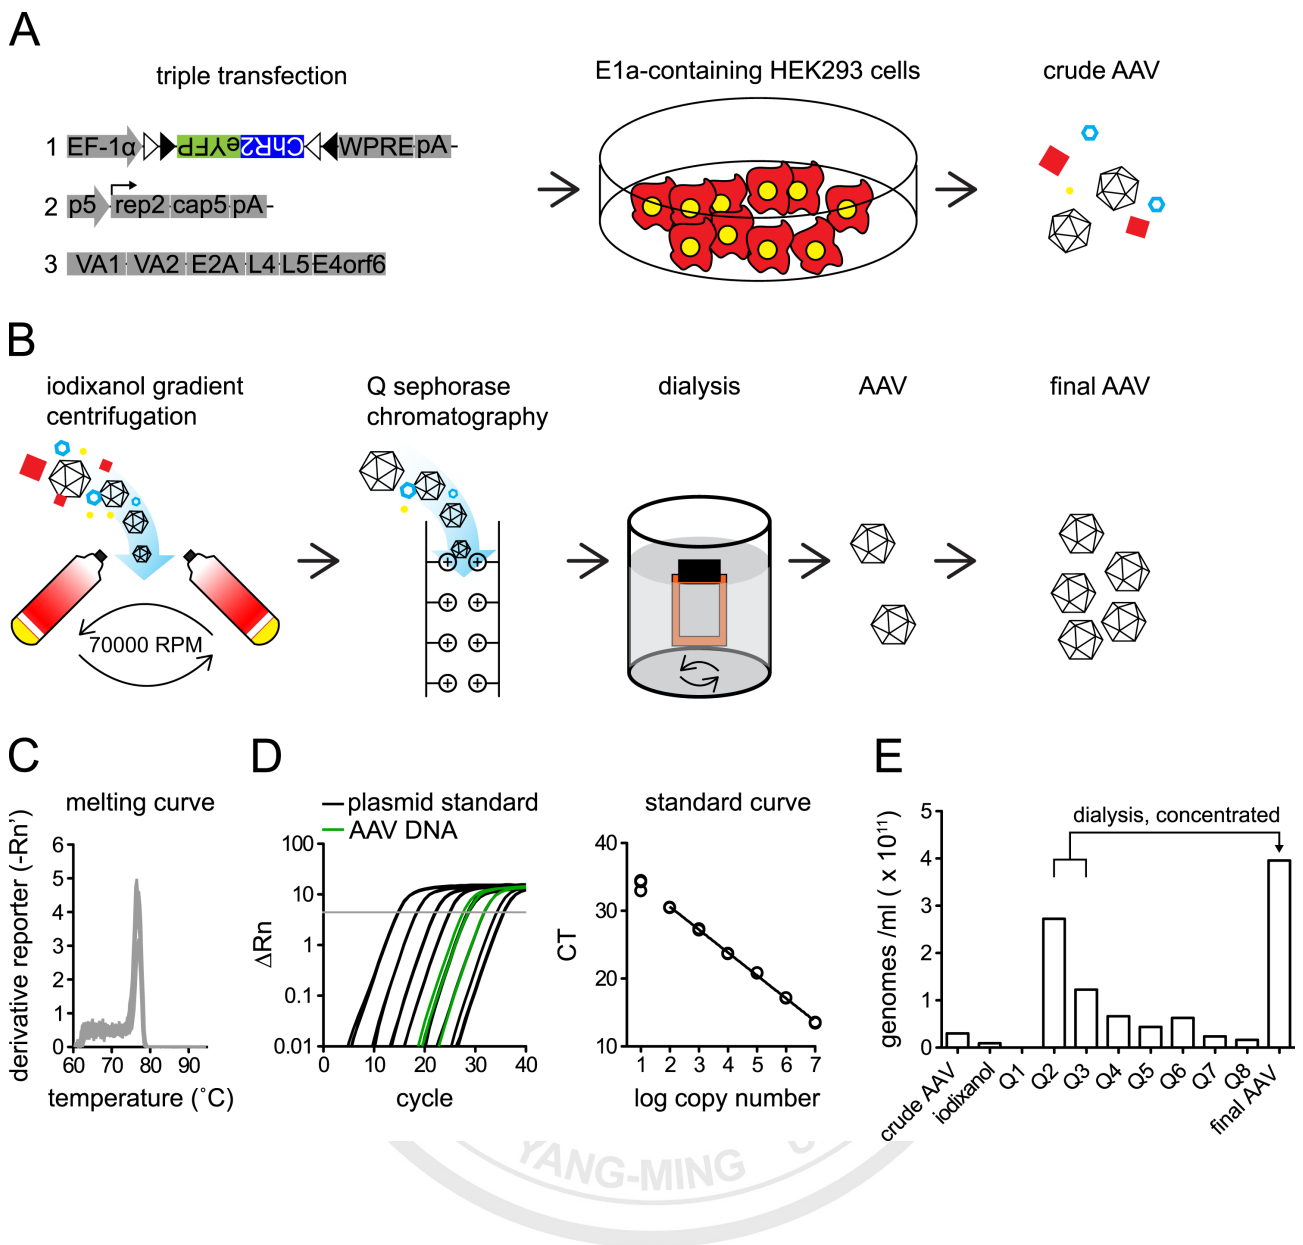 A
triple transfection
E1a-containing HEK293 cells
crude AAV
1 EF-1α eYFP ChR2 WPRE pA
2 p5 rep2 cap5 pA
3 VA1 VA2 E2A L4 L5 E4orf6
B
iodixanol gradient
centrifugation
Q sephorase
chromatography
dialysis
AAV
final AAV
70000 RPM
+ +
+ +
+ +
+ +
C
melting curve
derivative reporter (-Rn’)
6
5
4
3
2
1
0
60 70 80 90
temperature (˚C)
D
plasmid standard
AAV DNA
ΔRn
100
10
1
0.1
0.01
0 10 20 30 40
cycle
standard curve
CT
40
30
20
10
1 2 3 4 5 6 7
log copy number
E
genomes /ml ( x 10¹¹)
5
4
3
2
1
0
dialysis, concentrated
crude AAV
iodixanol
Q1
Q2
Q3
Q4
Q5
Q6
Q7
Q8
final AAV
YANG-MING